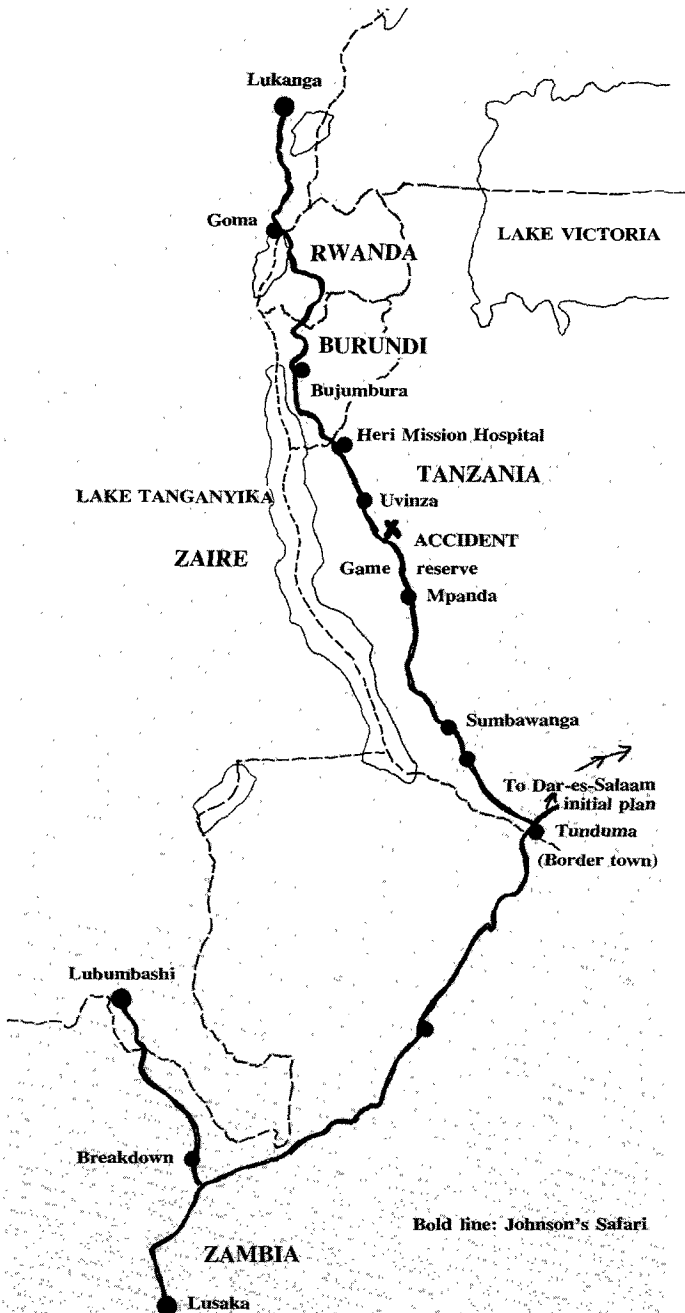 Lukanga
Goma
RWANDA
LAKE VICTORIA
BURUNDI
Bujumbura
Heri Mission Hospital
TANZANIA
LAKE TANGANYIKA
Uvinza
ACCIDENT
ZAIRE
Game reserve
Mpanda
Sumbawanga
To Dar-es-Salaam
initial plan
Tunduma
(Border town)
Lubumbashi
Breakdown
Bold line: Johnson's Safari
ZAMBIA
Lusaka